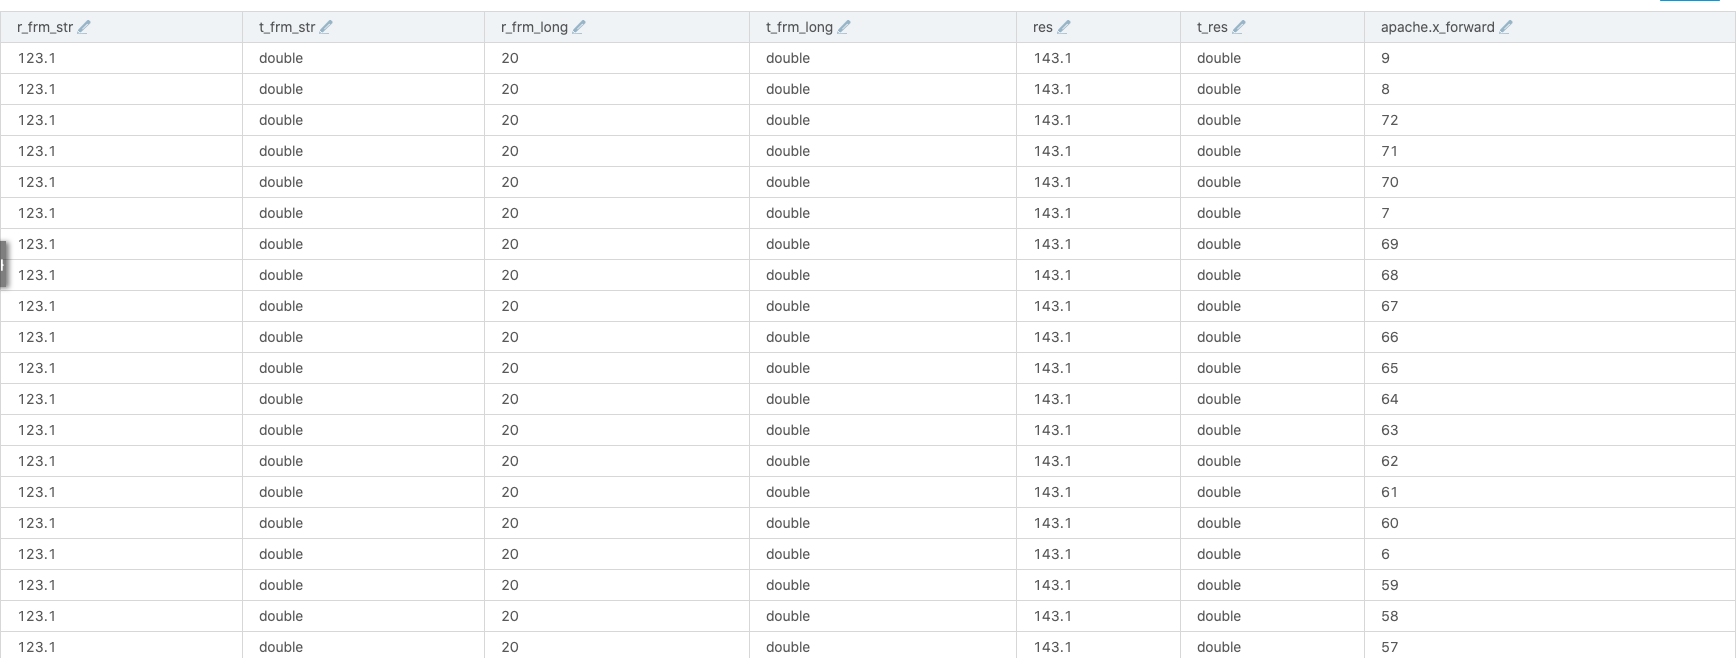 r_frm_str t_frm_str r_frm_long t_frm_long res t_res apache.x_forward
123.1 double 20 double 143.1 double 9
123.1 double 20 double 143.1 double 8
123.1 double 20 double 143.1 double 72
123.1 double 20 double 143.1 double 71
123.1 double 20 double 143.1 double 70
123.1 double 20 double 143.1 double 7
123.1 double 20 double 143.1 double 69
123.1 double 20 double 143.1 double 68
123.1 double 20 double 143.1 double 67
123.1 double 20 double 143.1 double 66
123.1 double 20 double 143.1 double 65
123.1 double 20 double 143.1 double 64
123.1 double 20 double 143.1 double 63
123.1 double 20 double 143.1 double 62
123.1 double 20 double 143.1 double 61
123.1 double 20 double 143.1 double 60
123.1 double 20 double 143.1 double 6
123.1 double 20 double 143.1 double 59
123.1 double 20 double 143.1 double 58
123.1 double 20 double 143.1 double 57